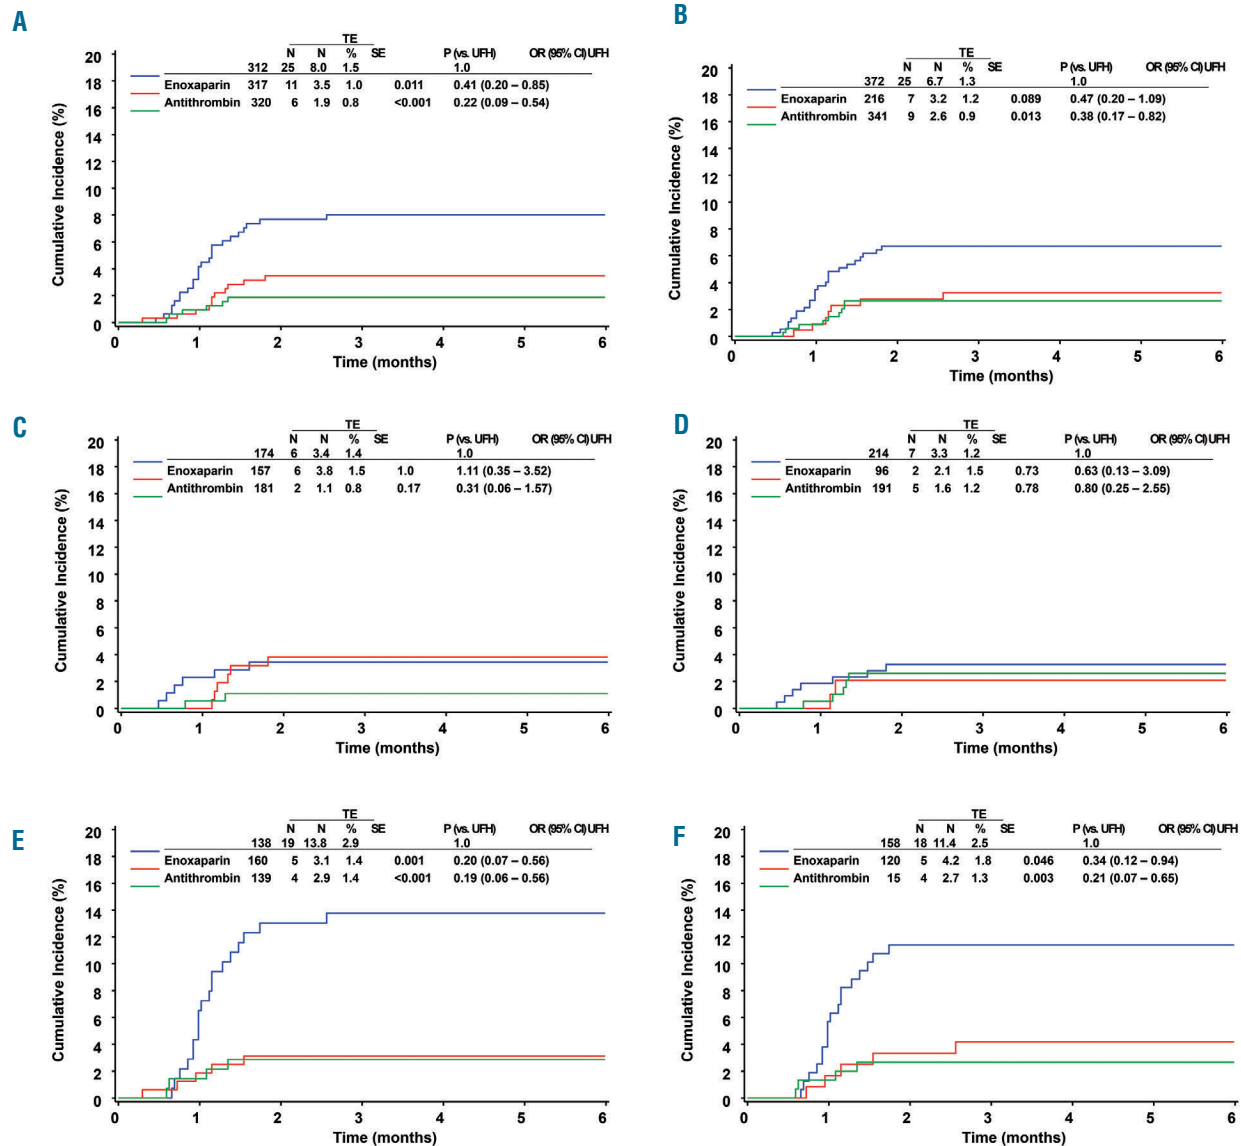 A
TE
N N % SE P (vs. UFH) OR (95% CI) UFH
312 25 8.0 1.5 1.0
Enoxaparin 317 11 3.5 1.0 0.011 0.41 (0.20 – 0.85)
Antithrombin 320 6 1.9 0.8 <0.001 0.22 (0.09 – 0.54)
Cumulative Incidence (%)
20
18
16
14
12
10
8
6
4
2
0
0 1 2 3 4 5 6
Time (months)
B
TE
N N % SE P (vs. UFH) OR (95% CI) UFH
372 25 6.7 1.3 1.0
Enoxaparin 216 7 3.2 1.2 0.089 0.47 (0.20 – 1.09)
Antithrombin 341 9 2.6 0.9 0.013 0.38 (0.17 – 0.82)
Cumulative Incidence (%)
20
18
16
14
12
10
8
6
4
2
0
0 1 2 3 4 5 6
Time (months)
C
TE
N N % SE P (vs. UFH) OR (95% CI) UFH
174 6 3.4 1.4 1.0
Enoxaparin 157 6 3.8 1.5 1.0 1.11 (0.35 – 3.52)
Antithrombin 181 2 1.1 0.8 0.17 0.31 (0.06 – 1.57)
Cumulative Incidence (%)
20
18
16
14
12
10
8
6
4
2
0
0 1 2 3 4 5 6
Time (months)
D
TE
N N % SE P (vs. UFH) OR (95% CI) UFH
214 7 3.3 1.2 1.0
Enoxaparin 96 2 2.1 1.5 0.73 0.63 (0.13 – 3.09)
Antithrombin 191 5 1.6 1.2 0.78 0.80 (0.25 – 2.55)
Cumulative Incidence (%)
20
18
16
14
12
10
8
6
4
2
0
0 1 2 3 4 5 6
Time (months)
E
TE
N N % SE P (vs. UFH) OR (95% CI) UFH
138 19 13.8 2.9 1.0
Enoxaparin 160 5 3.1 1.4 0.001 0.20 (0.07 – 0.56)
Antithrombin 139 4 2.9 1.4 <0.001 0.19 (0.06 – 0.56)
Cumulative Incidence (%)
20
18
16
14
12
10
8
6
4
2
0
0 1 2 3 4 5 6
Time (months)
F
TE
N N % SE P (vs. UFH) OR (95% CI) UFH
158 18 11.4 2.5 1.0
Enoxaparin 120 5 4.2 1.8 0.046 0.34 (0.12 – 0.94)
Antithrombin 15 4 2.7 1.3 0.003 0.21 (0.07 – 0.65)
Cumulative Incidence (%)
20
18
16
14
12
10
8
6
4
2
0
0 1 2 3 4 5 6
Time (months)